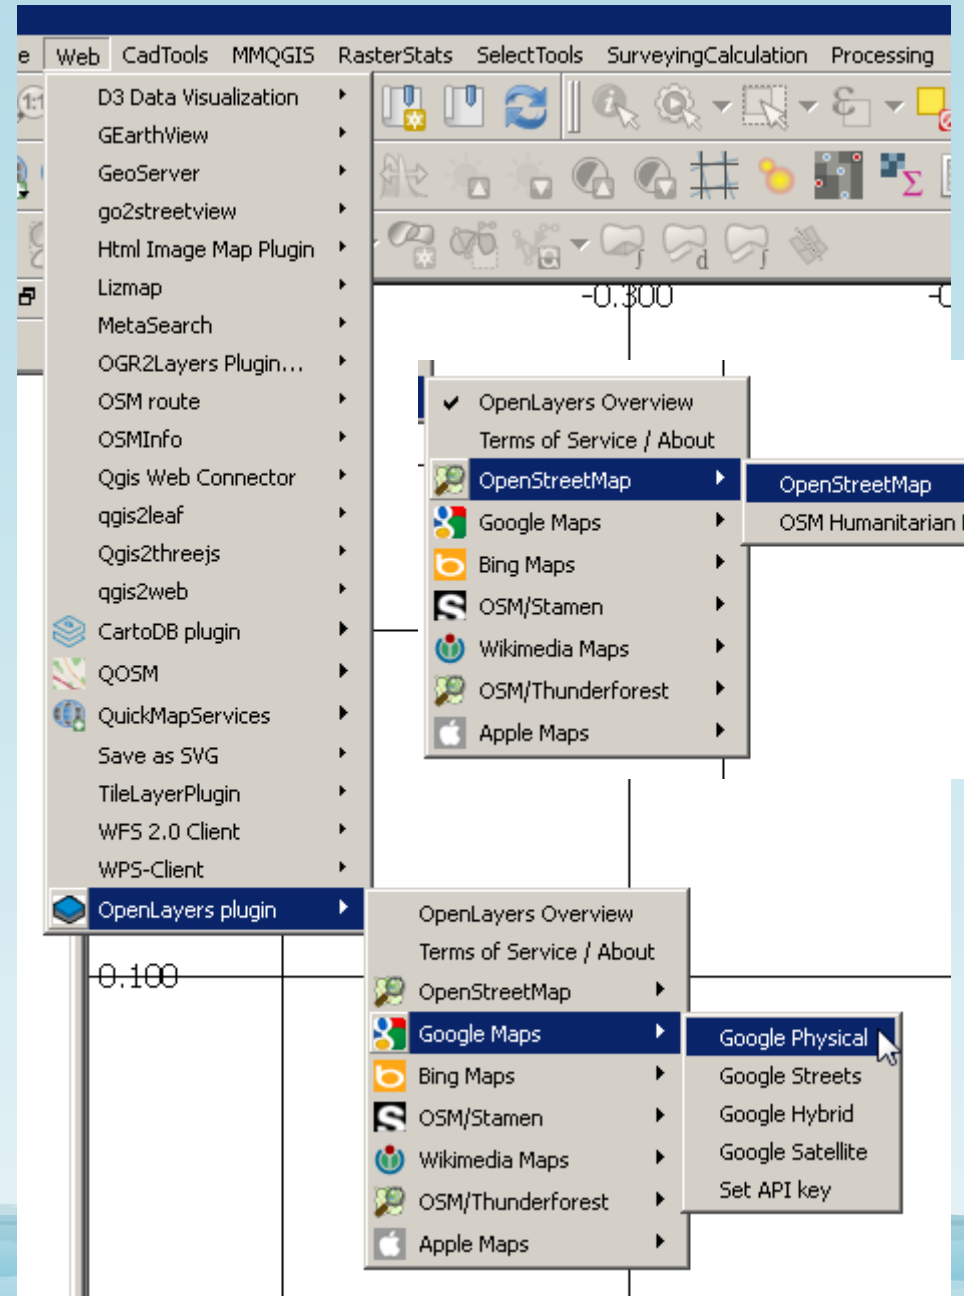 e Web CadTools MMQGIS RasterStats SelectTools SurveyingCalculation Processing
1:1
D3 Data Visualization
GEarthView
GeoServer
go2streetview
Html Image Map Plugin
Lizmap
MetaSearch
OGR2Layers Plugin...
OSM route
OSMInfo
Qgis Web Connector
qgis2leaf
Qgis2threejs
qgis2web
CartoDB plugin
QOSM
QuickMapServices
Save as SVG
TileLayerPlugin
WFS 2.0 Client
WPS-Client
OpenLayers plugin
-0.300
OpenLayers Overview
Terms of Service / About
OpenStreetMap
Google Maps
Bing Maps
OSM/Stamen
Wikimedia Maps
OSM/Thunderforest
Apple Maps
OpenStreetMap
OSM Humanitarian
0.100
OpenLayers Overview
Terms of Service / About
OpenStreetMap
Google Maps
Bing Maps
OSM/Stamen
Wikimedia Maps
OSM/Thunderforest
Apple Maps
Google Physical
Google Streets
Google Hybrid
Google Satellite
Set API key